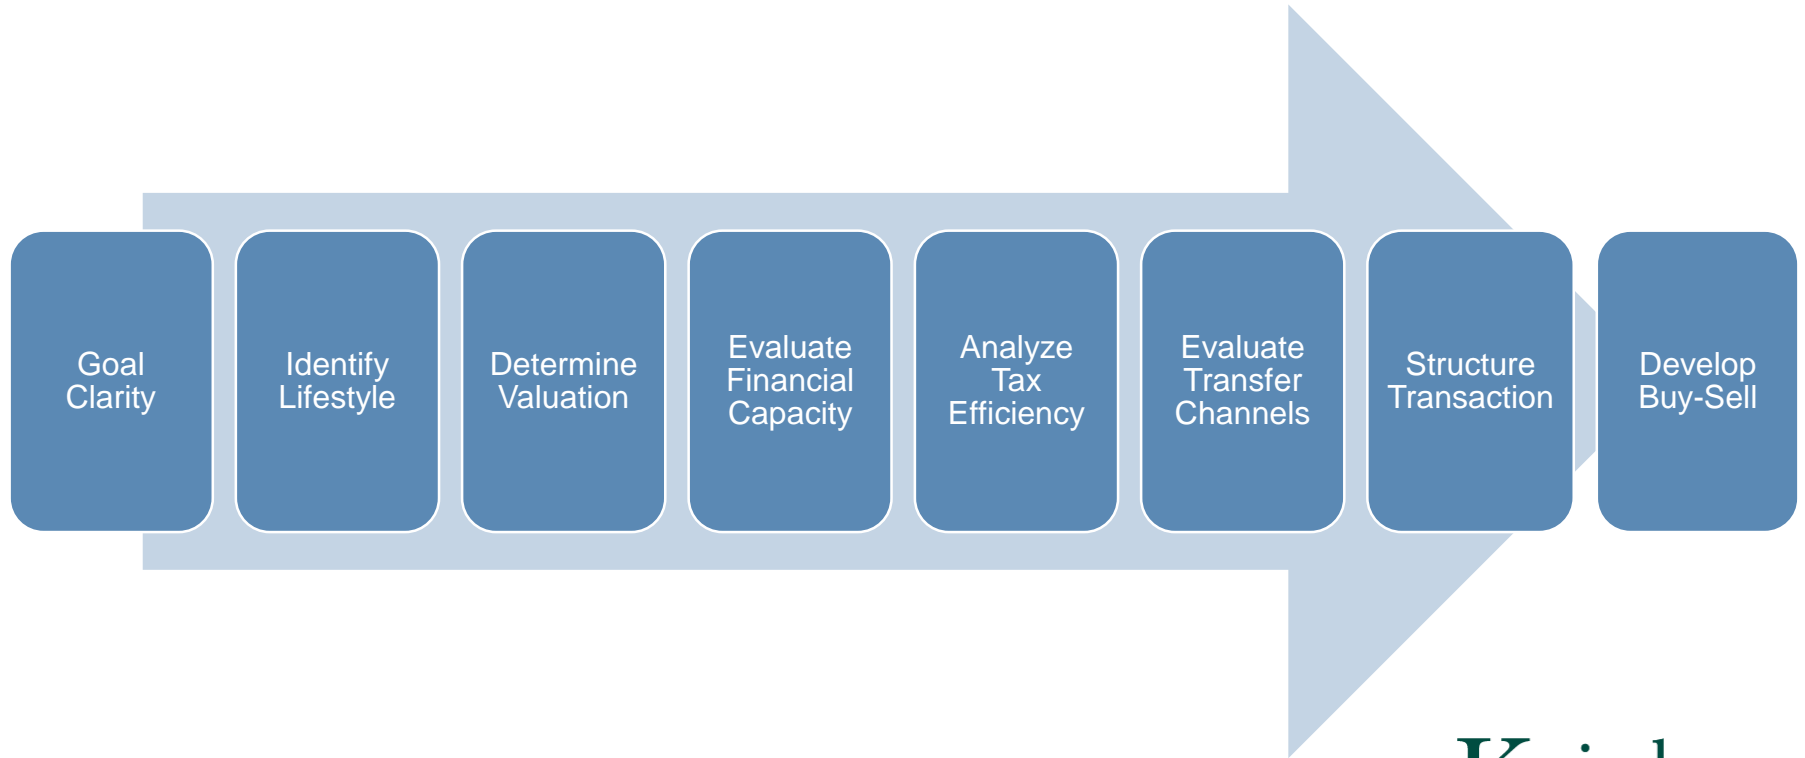 Goal
Clarity
Identify
Lifestyle
Determine
Valuation
Evaluate
Financial
Capacity
Analyze
Tax
Efficiency
Evaluate
Transfer
Channels
Structure
Transaction
Develop
Buy-Sell